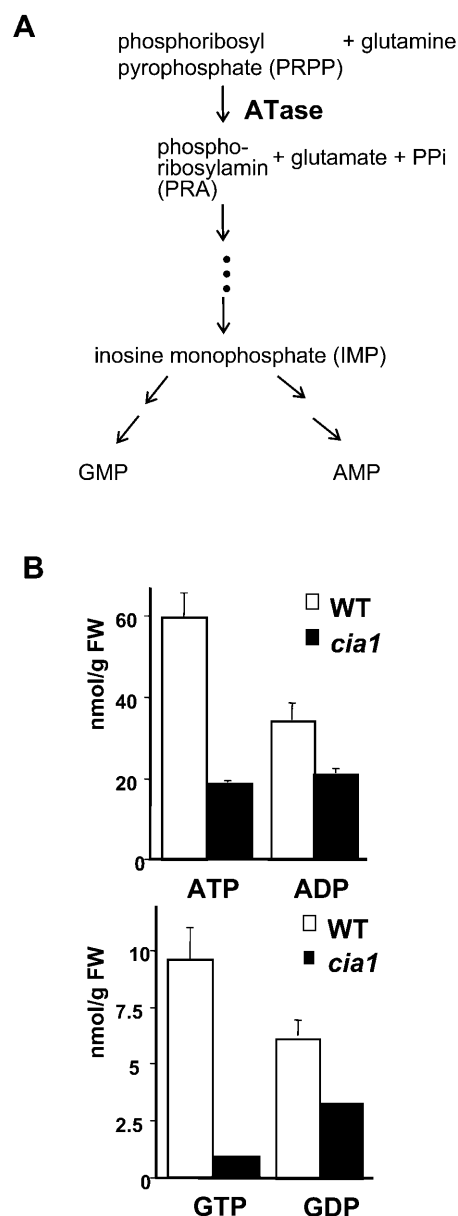 A
phosphoribosyl + glutamine
pyrophosphate (PRPP)
ATase
phospho-
ribosylamin + glutamate + PPi
(PRA)
inosine monophosphate (IMP)
GMP AMP
B
nmol/g FW
60
40
20
0
WT
cia1
ATP ADP
nmol/g FW
10
7.5
5
2.5
0
WT
cia1
GTP GDP